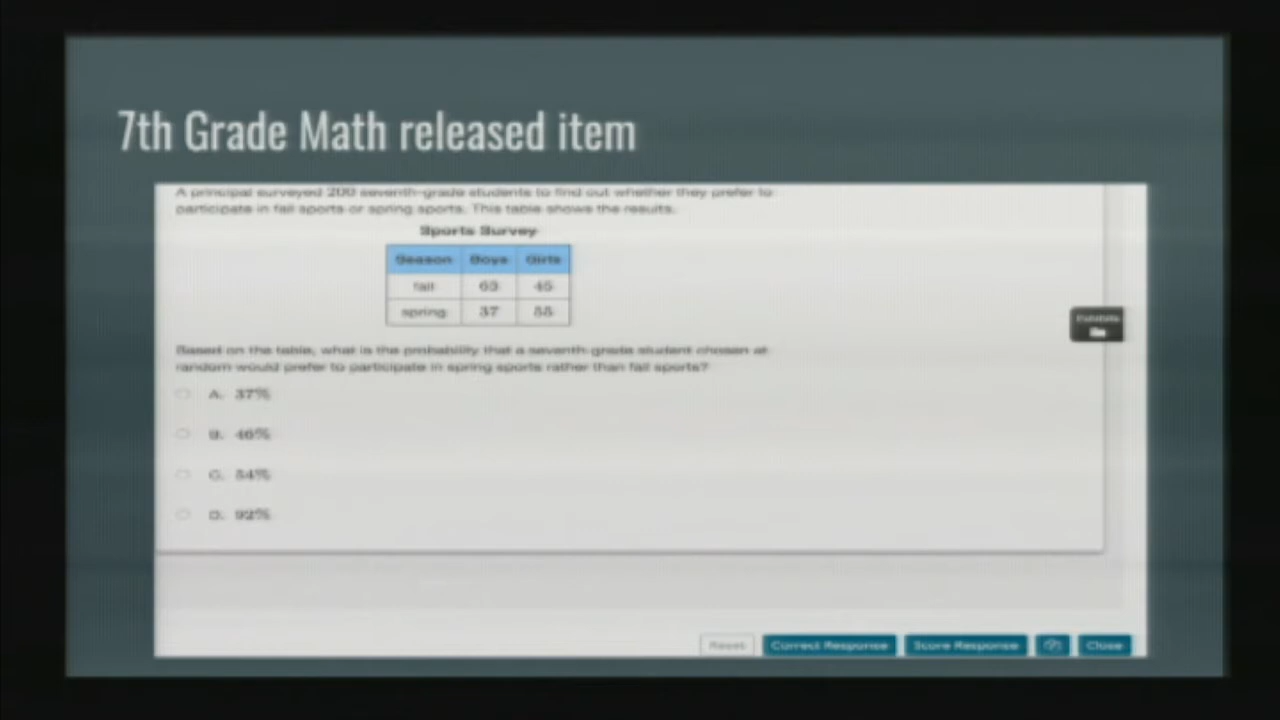 7th Grade Math released item
A principal surveyed 200 seventh-grade students to find out whether they prefer to
participate in fall sports or spring sports. This table shows the results.
Sports Survey
Season Boys Girls
fall 63 45
spring 37 55
Based on the table, what is the probability that a seventh-grade student chosen at
random would prefer to participate in spring sports rather than fall sports?
A. 37%
B. 46%
C. 54%
D. 92%
Exhibits
Reset Correct Response Score Response Close